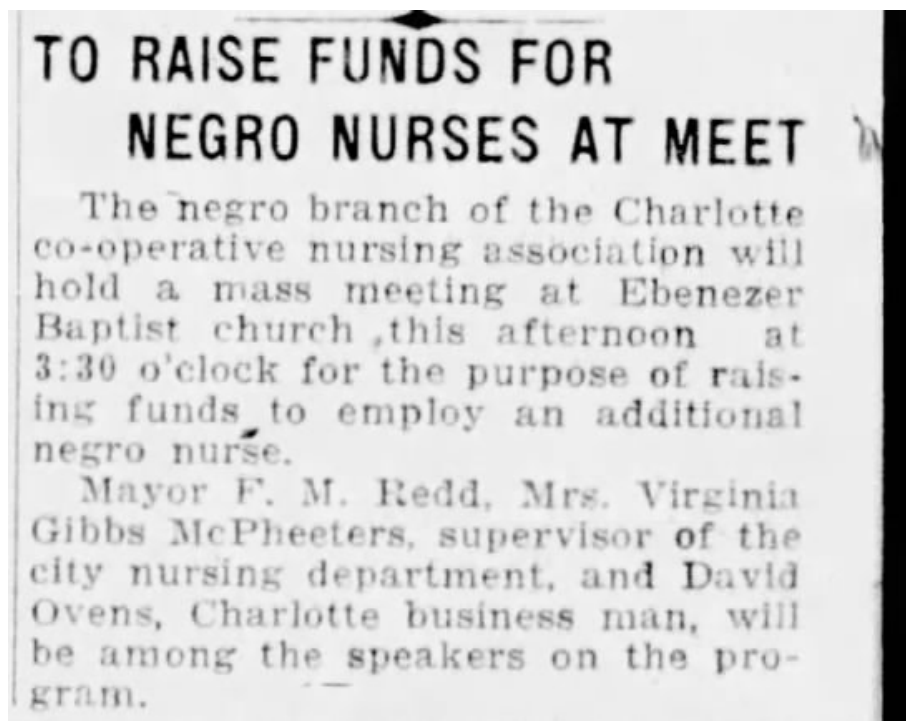 TO RAISE FUNDS FOR
NEGRO NURSES AT MEET
The negro branch of the Charlotte
co-operative nursing association will
hold a mass meeting at Ebenezer
Baptist church ,this afternoon at
3:30 o'clock for the purpose of rais-
ing funds to employ an additional
negro nurse.
Mayor F. M. Redd, Mrs. Virginia
Gibbs McPheeters, supervisor of the
city nursing department, and David
Ovens, Charlotte business man, will
be among the speakers on the pro-
gram.